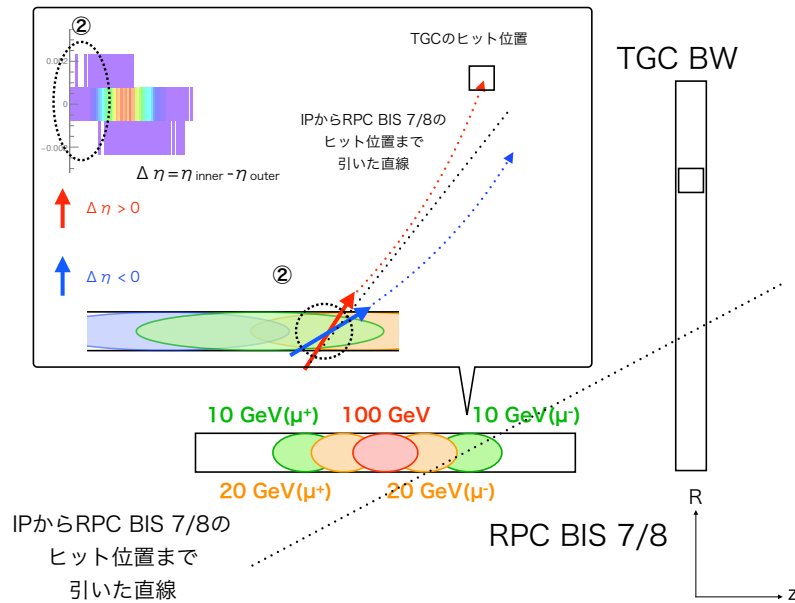 ②
0.002
0
−0.002
Δ η = η inner - η outer
Δ η > 0
Δ η < 0
TGCのヒット位置
IPからRPC BIS 7/8の
ヒット位置まで
引いた直線
②
TGC BW
10 GeV(μ⁺)
100 GeV
10 GeV(μ⁻)
20 GeV(μ⁺)
20 GeV(μ⁻)
IPからRPC BIS 7/8の
ヒット位置まで
引いた直線
RPC BIS 7/8
R
z